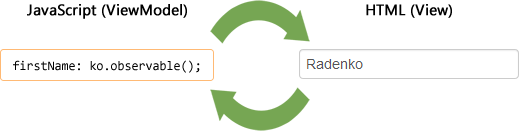 JavaScript (ViewModel)
HTML (View)
firstName: ko.observable();
Radenko